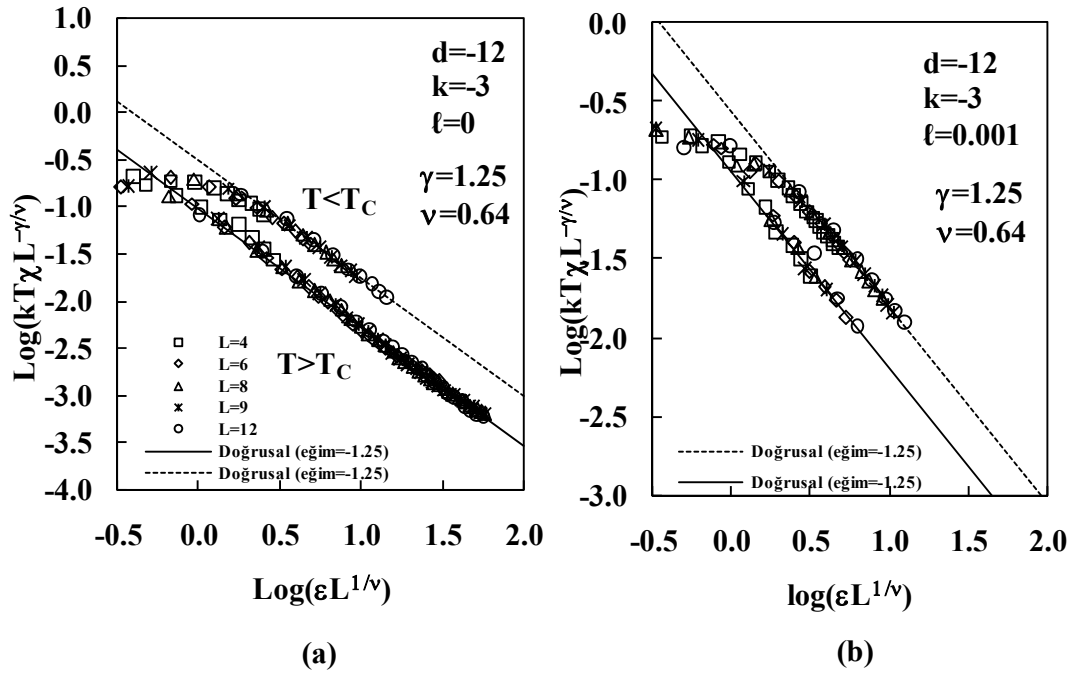 1.0
0.5
0.0
-0.5
-1.0
-1.5
-2.0
-2.5
-3.0
-3.5
-4.0
Log(kTχL^−γ/ν)
d=-12
k=-3
ℓ=0
γ=1.25
ν=0.64
T<T_C
T>T_C
L=4
L=6
L=8
L=9
L=12
Doğrusal (eğim=-1.25)
Doğrusal (eğim=-1.25)
-0.5 0.0 0.5 1.0 1.5 2.0
Log(εL^1/ν)
(a)
0.0
-0.5
-1.0
-1.5
-2.0
-2.5
-3.0
Log(kTχL^−γ/ν)
d=-12
k=-3
ℓ=0.001
γ=1.25
ν=0.64
Doğrusal (eğim=-1.25)
Doğrusal (eğim=-1.25)
-0.5 0.0 0.5 1.0 1.5 2.0
log(εL^1/ν)
(b)